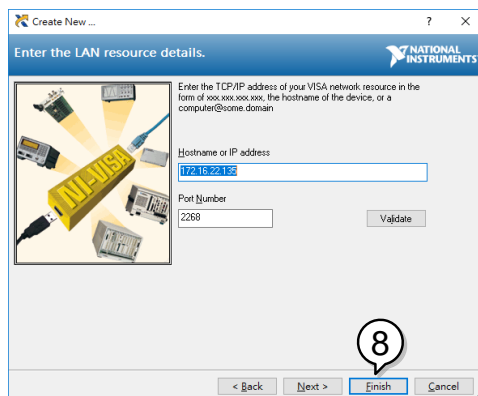 Create New ...
? ×
Enter the LAN resource details.
NATIONAL
INSTRUMENTS
Enter the TCP/IP address of your VISA network resource in the
form of xxx.xxx.xxx.xxx, the hostname of the device, or a
computer@some.domain
NI-VISA
Hostname or IP address
172.16.22.135
Port Number
2268
Validate
8
< Back Next > Finish Cancel